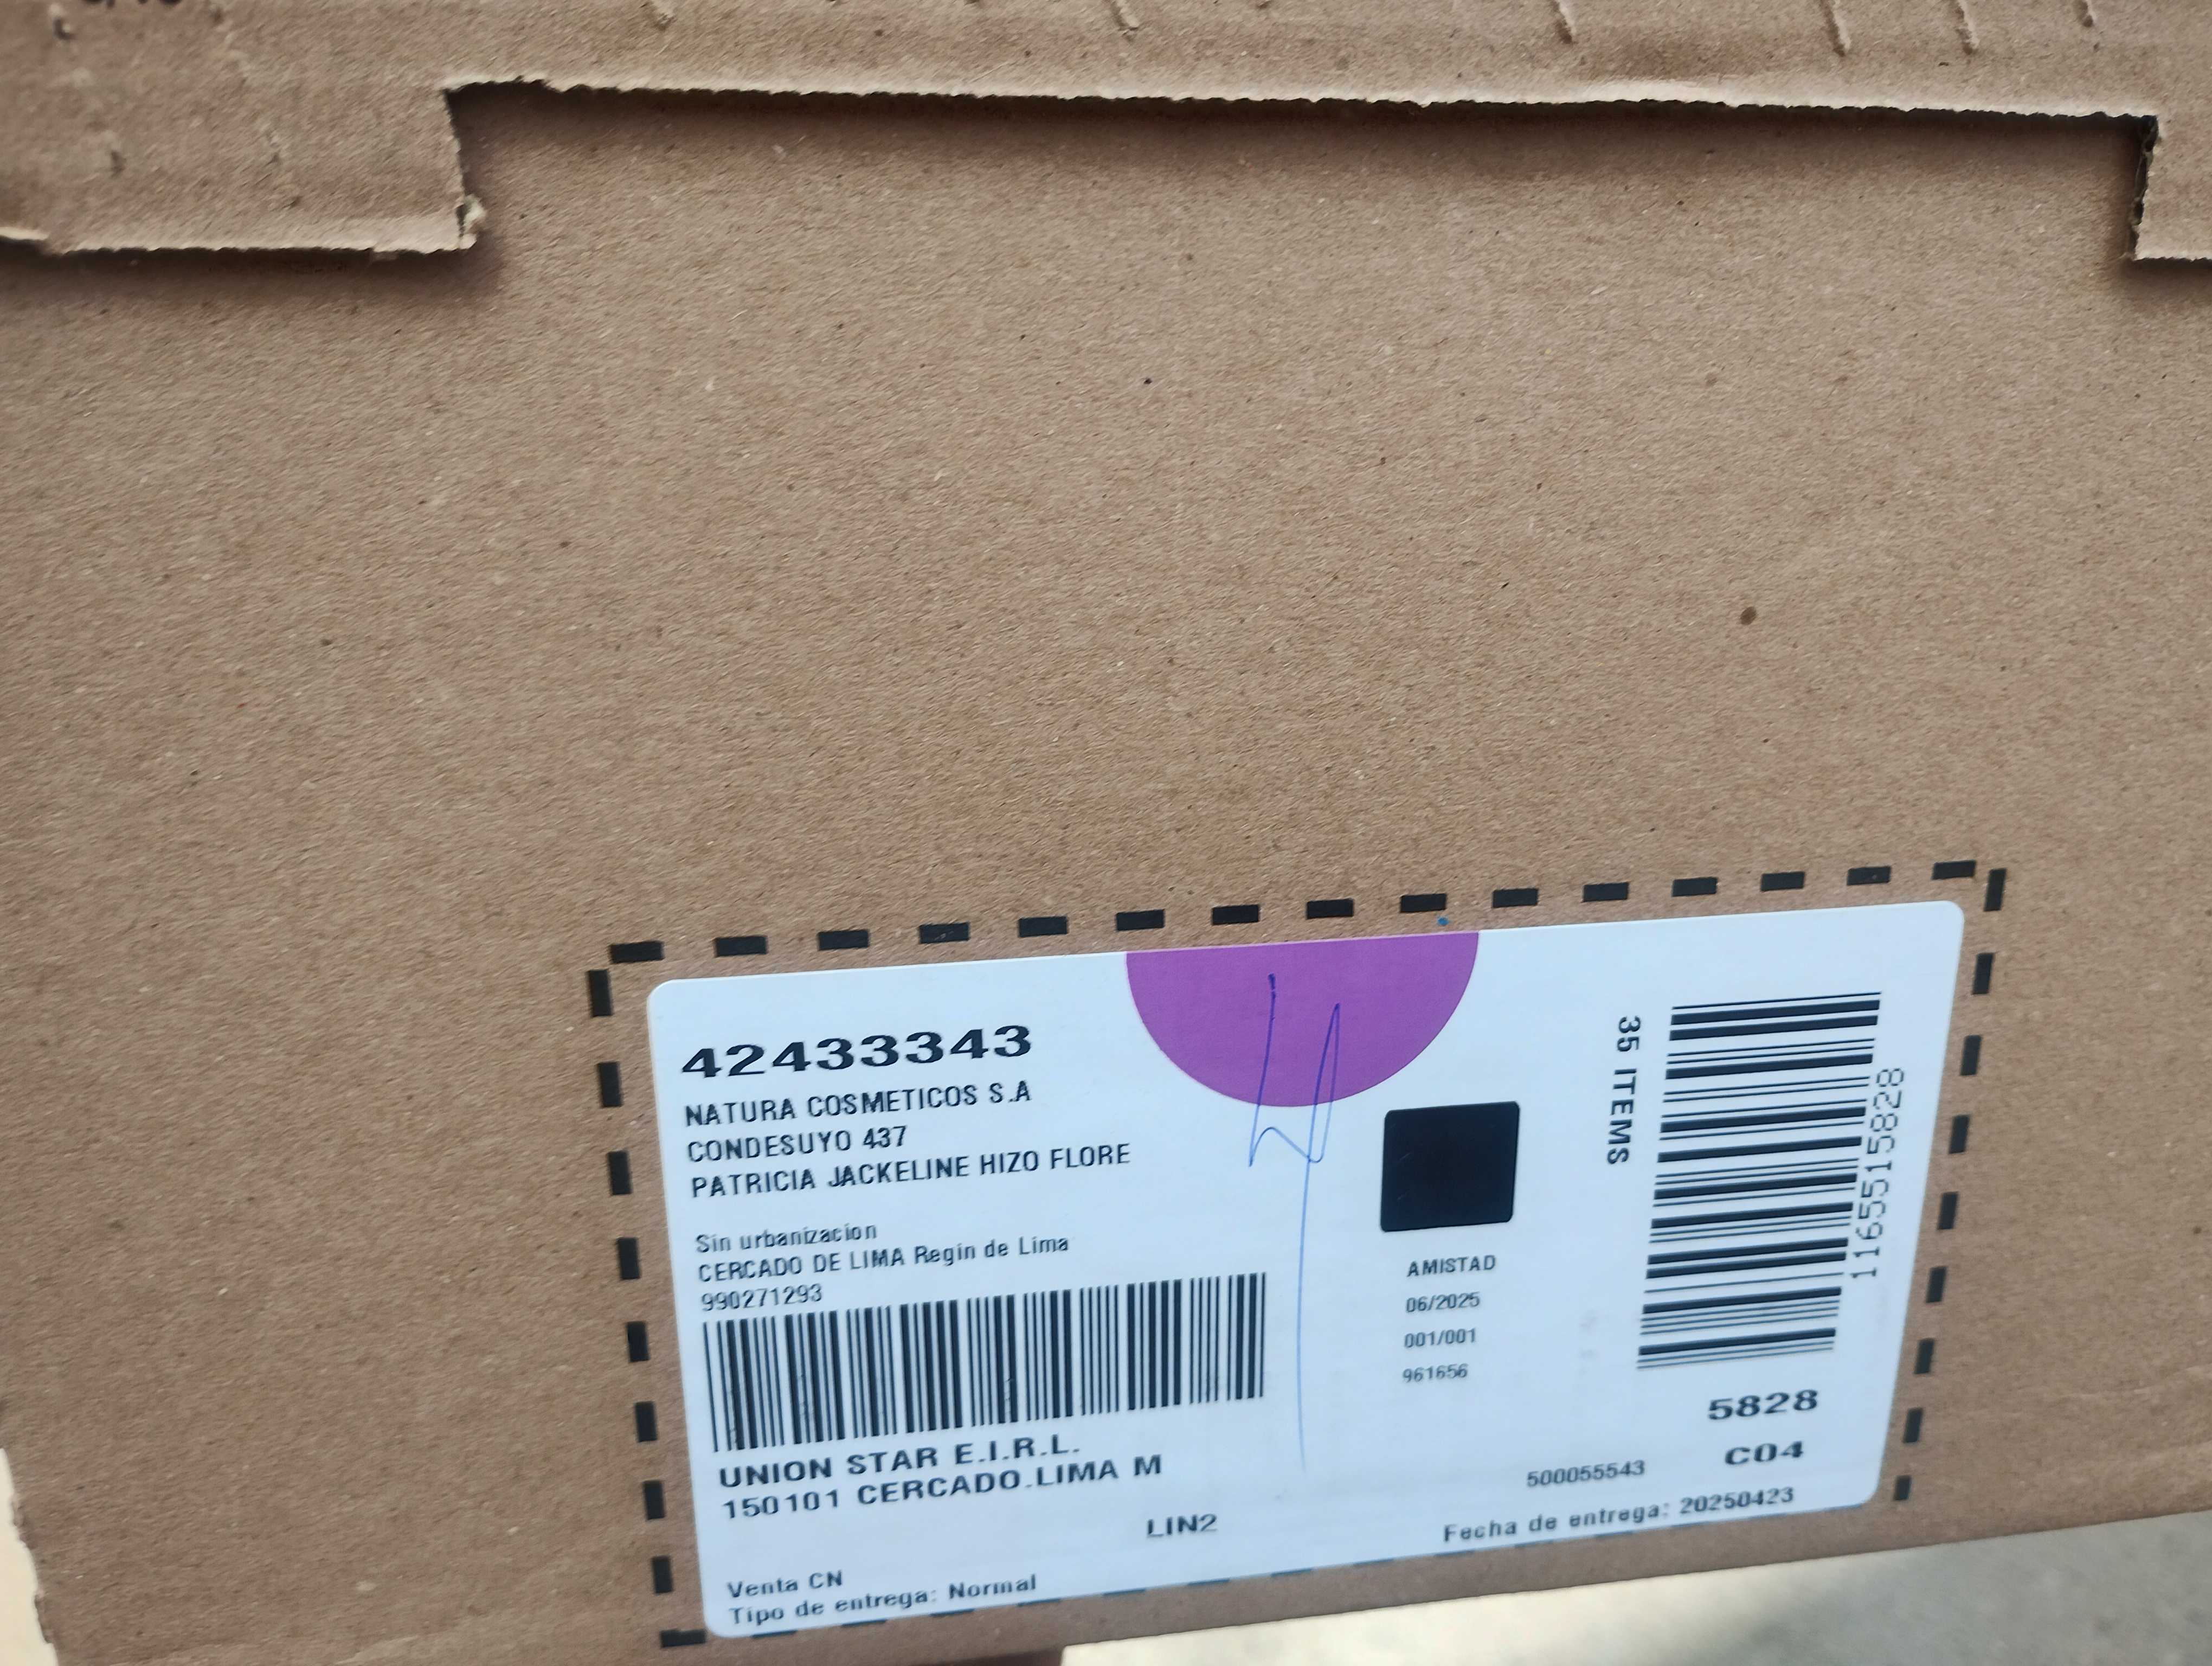 42433343
NATURA COSMETICOS S.A
CONDESUYO 437
PATRICIA JACKELINE HIZO FLORE
Sin urbanizacion
CERCADO DE LIMA Regin de Lima
990271293
UNION STAR E.I.R.L.
150101 CERCADO.LIMA M
LIN2
Venta CN
Tipo de entrega: Normal
AMISTAD
06/2025
001/001
961656
35 ITEMS
1165515828
5828
C04
500055543
Fecha de entrega: 20250423